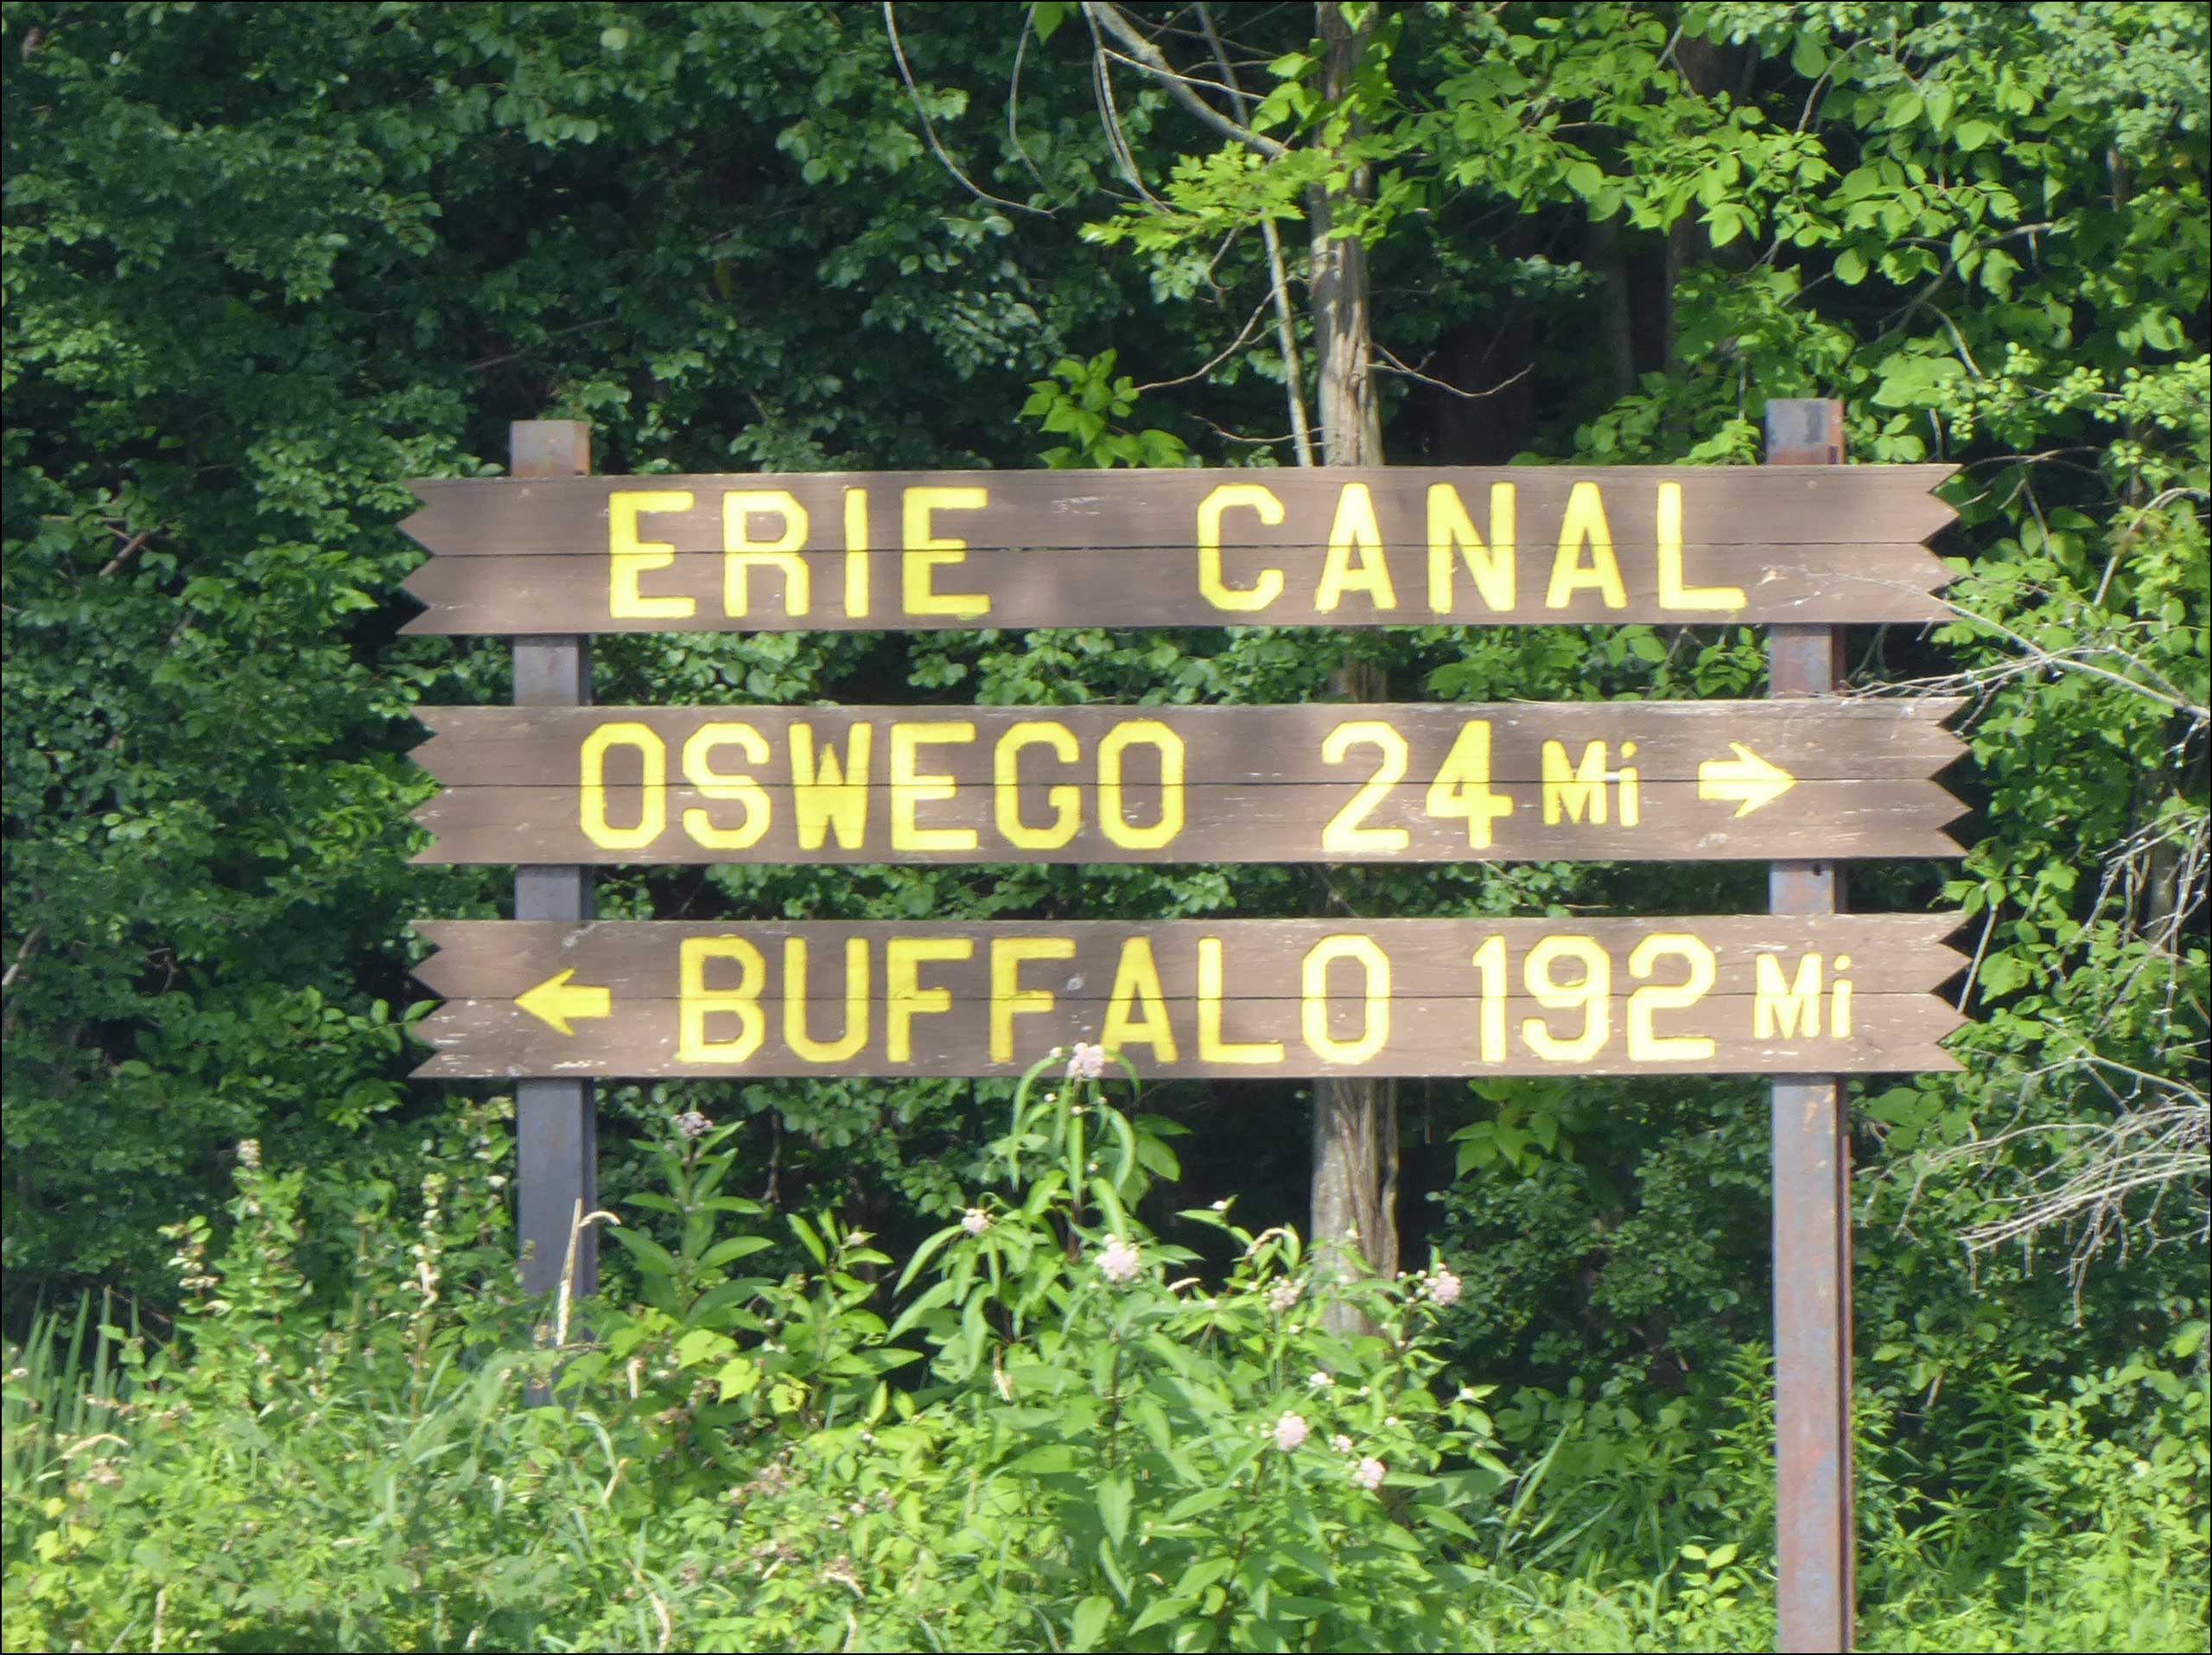 ERIE CANAL
OSWEGO 24 Mi →
← BUFFALO 192 Mi